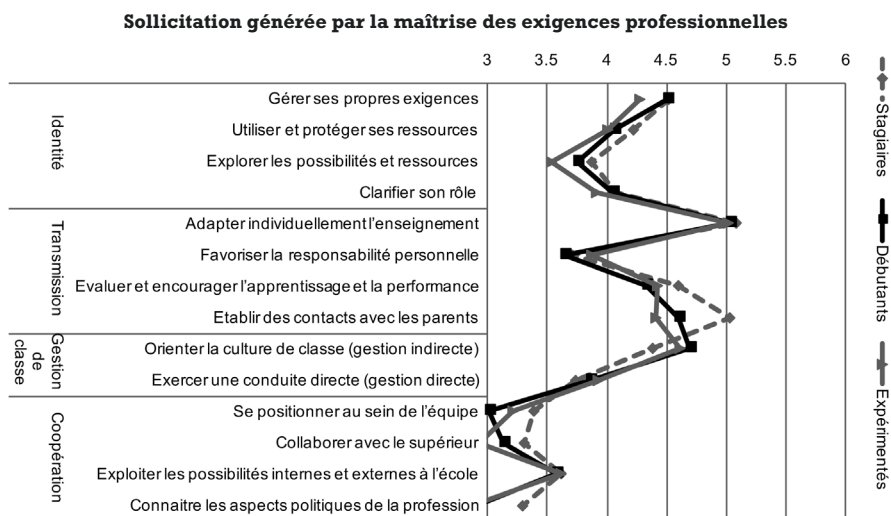 Sollicitation générée par la maîtrise des exigences professionnelles
3 3.5 4 4.5 5 5.5 6
Identité
Gérer ses propres exigences
Utiliser et protéger ses ressources
Explorer les possibilités et ressources
Clarifier son rôle
Transmission
Adapter individuellement l'enseignement
Favoriser la responsabilité personnelle
Evaluer et encourager l'apprentissage et la performance
Etablir des contacts avec les parents
Gestion
de
classe
Orienter la culture de classe (gestion indirecte)
Exercer une conduite directe (gestion directe)
Coopération
Se positionner au sein de l'équipe
Collaborer avec le supérieur
Exploiter les possibilités internes et externes à l'école
Connaitre les aspects politiques de la profession
Stagiaires
Débutants
Expérimentés